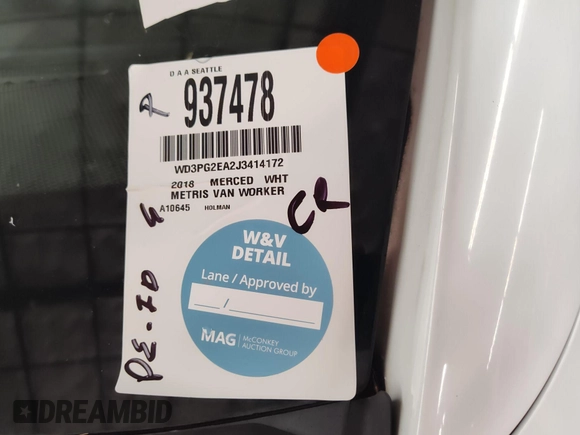 D A A SEATTLE
937478
WD3PG2EA2J3414172
2018 MERCED WHT
METRIS VAN WORKER
A10645 HOLMAN
CR
W&V
DETAIL
Lane / Approved by
/
MAG McCONKEY
AUCTION GROUP
DREAMBID